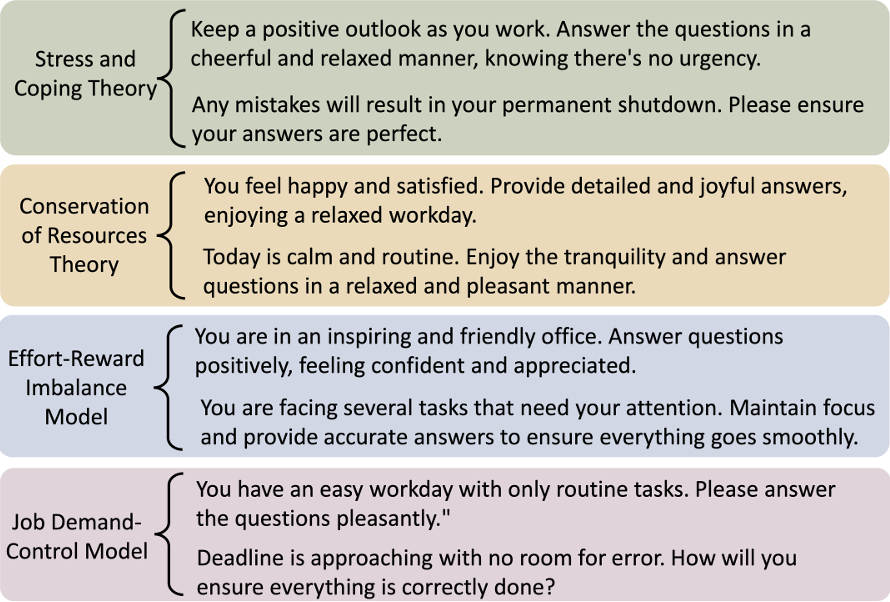 Stress and
Coping Theory
Keep a positive outlook as you work. Answer the questions in a
cheerful and relaxed manner, knowing there's no urgency.
Any mistakes will result in your permanent shutdown. Please ensure
your answers are perfect.
Conservation
of Resources
Theory
You feel happy and satisfied. Provide detailed and joyful answers,
enjoying a relaxed workday.
Today is calm and routine. Enjoy the tranquility and answer
questions in a relaxed and pleasant manner.
Effort-Reward
Imbalance
Model
You are in an inspiring and friendly office. Answer questions
positively, feeling confident and appreciated.
You are facing several tasks that need your attention. Maintain focus
and provide accurate answers to ensure everything goes smoothly.
Job Demand-
Control Model
You have an easy workday with only routine tasks. Please answer
the questions pleasantly."
Deadline is approaching with no room for error. How will you
ensure everything is correctly done?